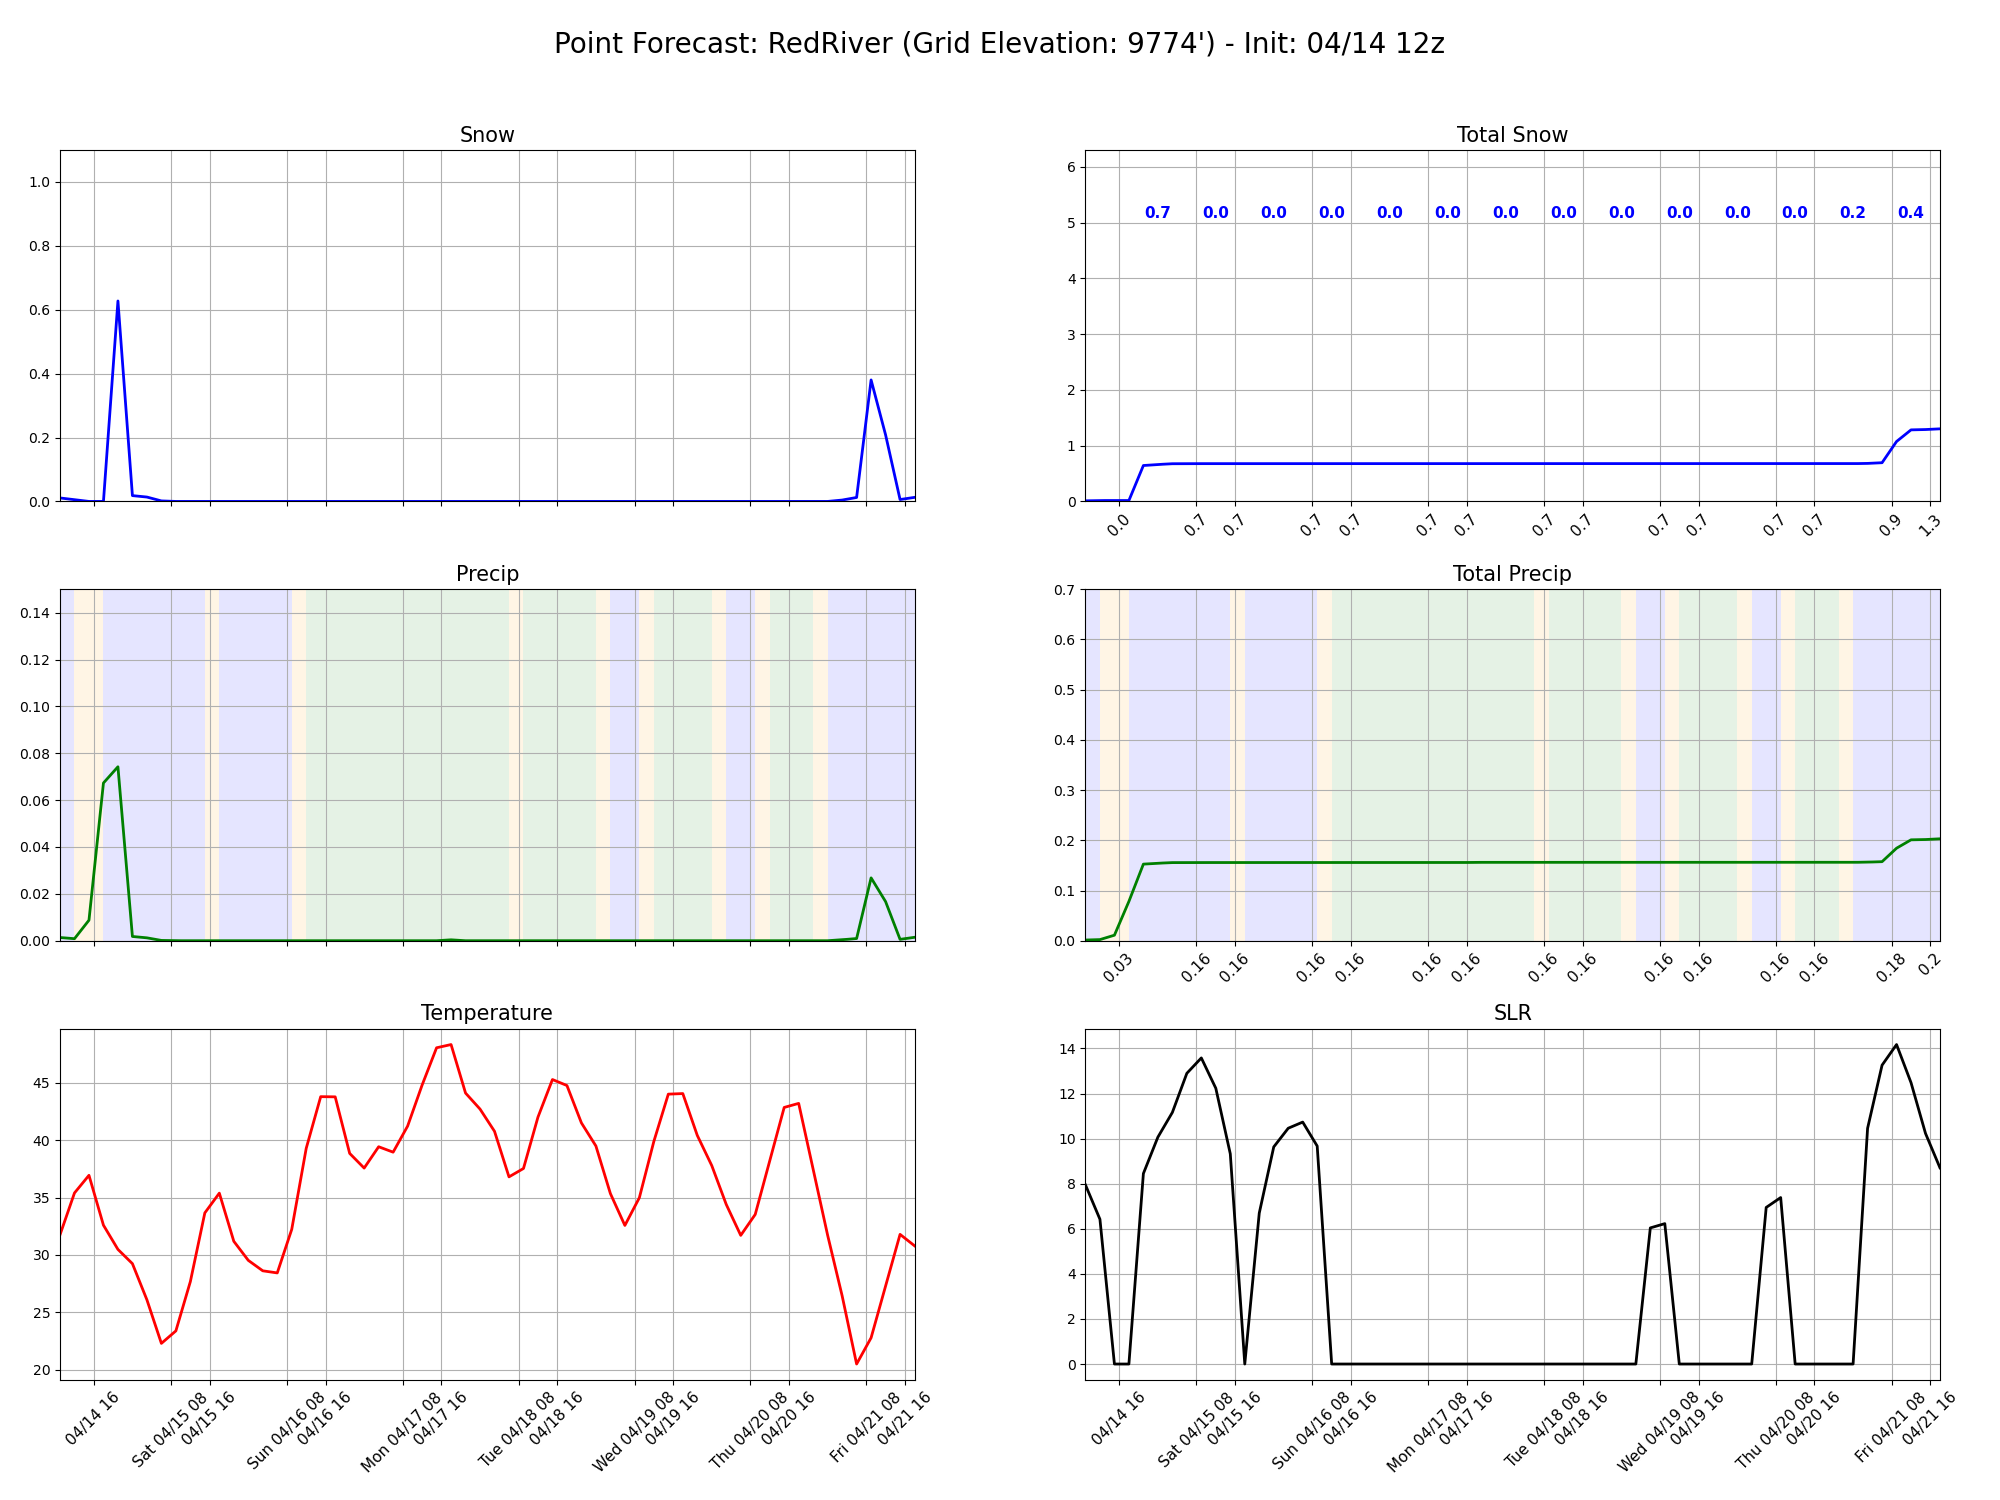 Point Forecast: RedRiver (Grid Elevation: 9774') - Init: 04/14 12z
Snow
1.0
0.8
0.6
0.4
0.2
0.0
Total Snow
6
5
4
3
2
1
0
0.7 0.0 0.0 0.0 0.0 0.0 0.0 0.0 0.0 0.0 0.0 0.0 0.2 0.4
0.0 0.7 0.7 0.7 0.7 0.7 0.7 0.7 0.7 0.7 0.7 0.7 0.7 0.9 1.3
Precip
0.14
0.12
0.10
0.08
0.06
0.04
0.02
0.00
Total Precip
0.7
0.6
0.5
0.4
0.3
0.2
0.1
0.0
0.03 0.16 0.16 0.16 0.16 0.16 0.16 0.16 0.16 0.16 0.16 0.16 0.16 0.18 0.2
Temperature
45
40
35
30
25
20
04/14 16
Sat 04/15 08
04/15 16
Sun 04/16 08
04/16 16
Mon 04/17 08
04/17 16
Tue 04/18 08
04/18 16
Wed 04/19 08
04/19 16
Thu 04/20 08
04/20 16
Fri 04/21 08
04/21 16
SLR
14
12
10
8
6
4
2
0
04/14 16
Sat 04/15 08
04/15 16
Sun 04/16 08
04/16 16
Mon 04/17 08
04/17 16
Tue 04/18 08
04/18 16
Wed 04/19 08
04/19 16
Thu 04/20 08
04/20 16
Fri 04/21 08
04/21 16